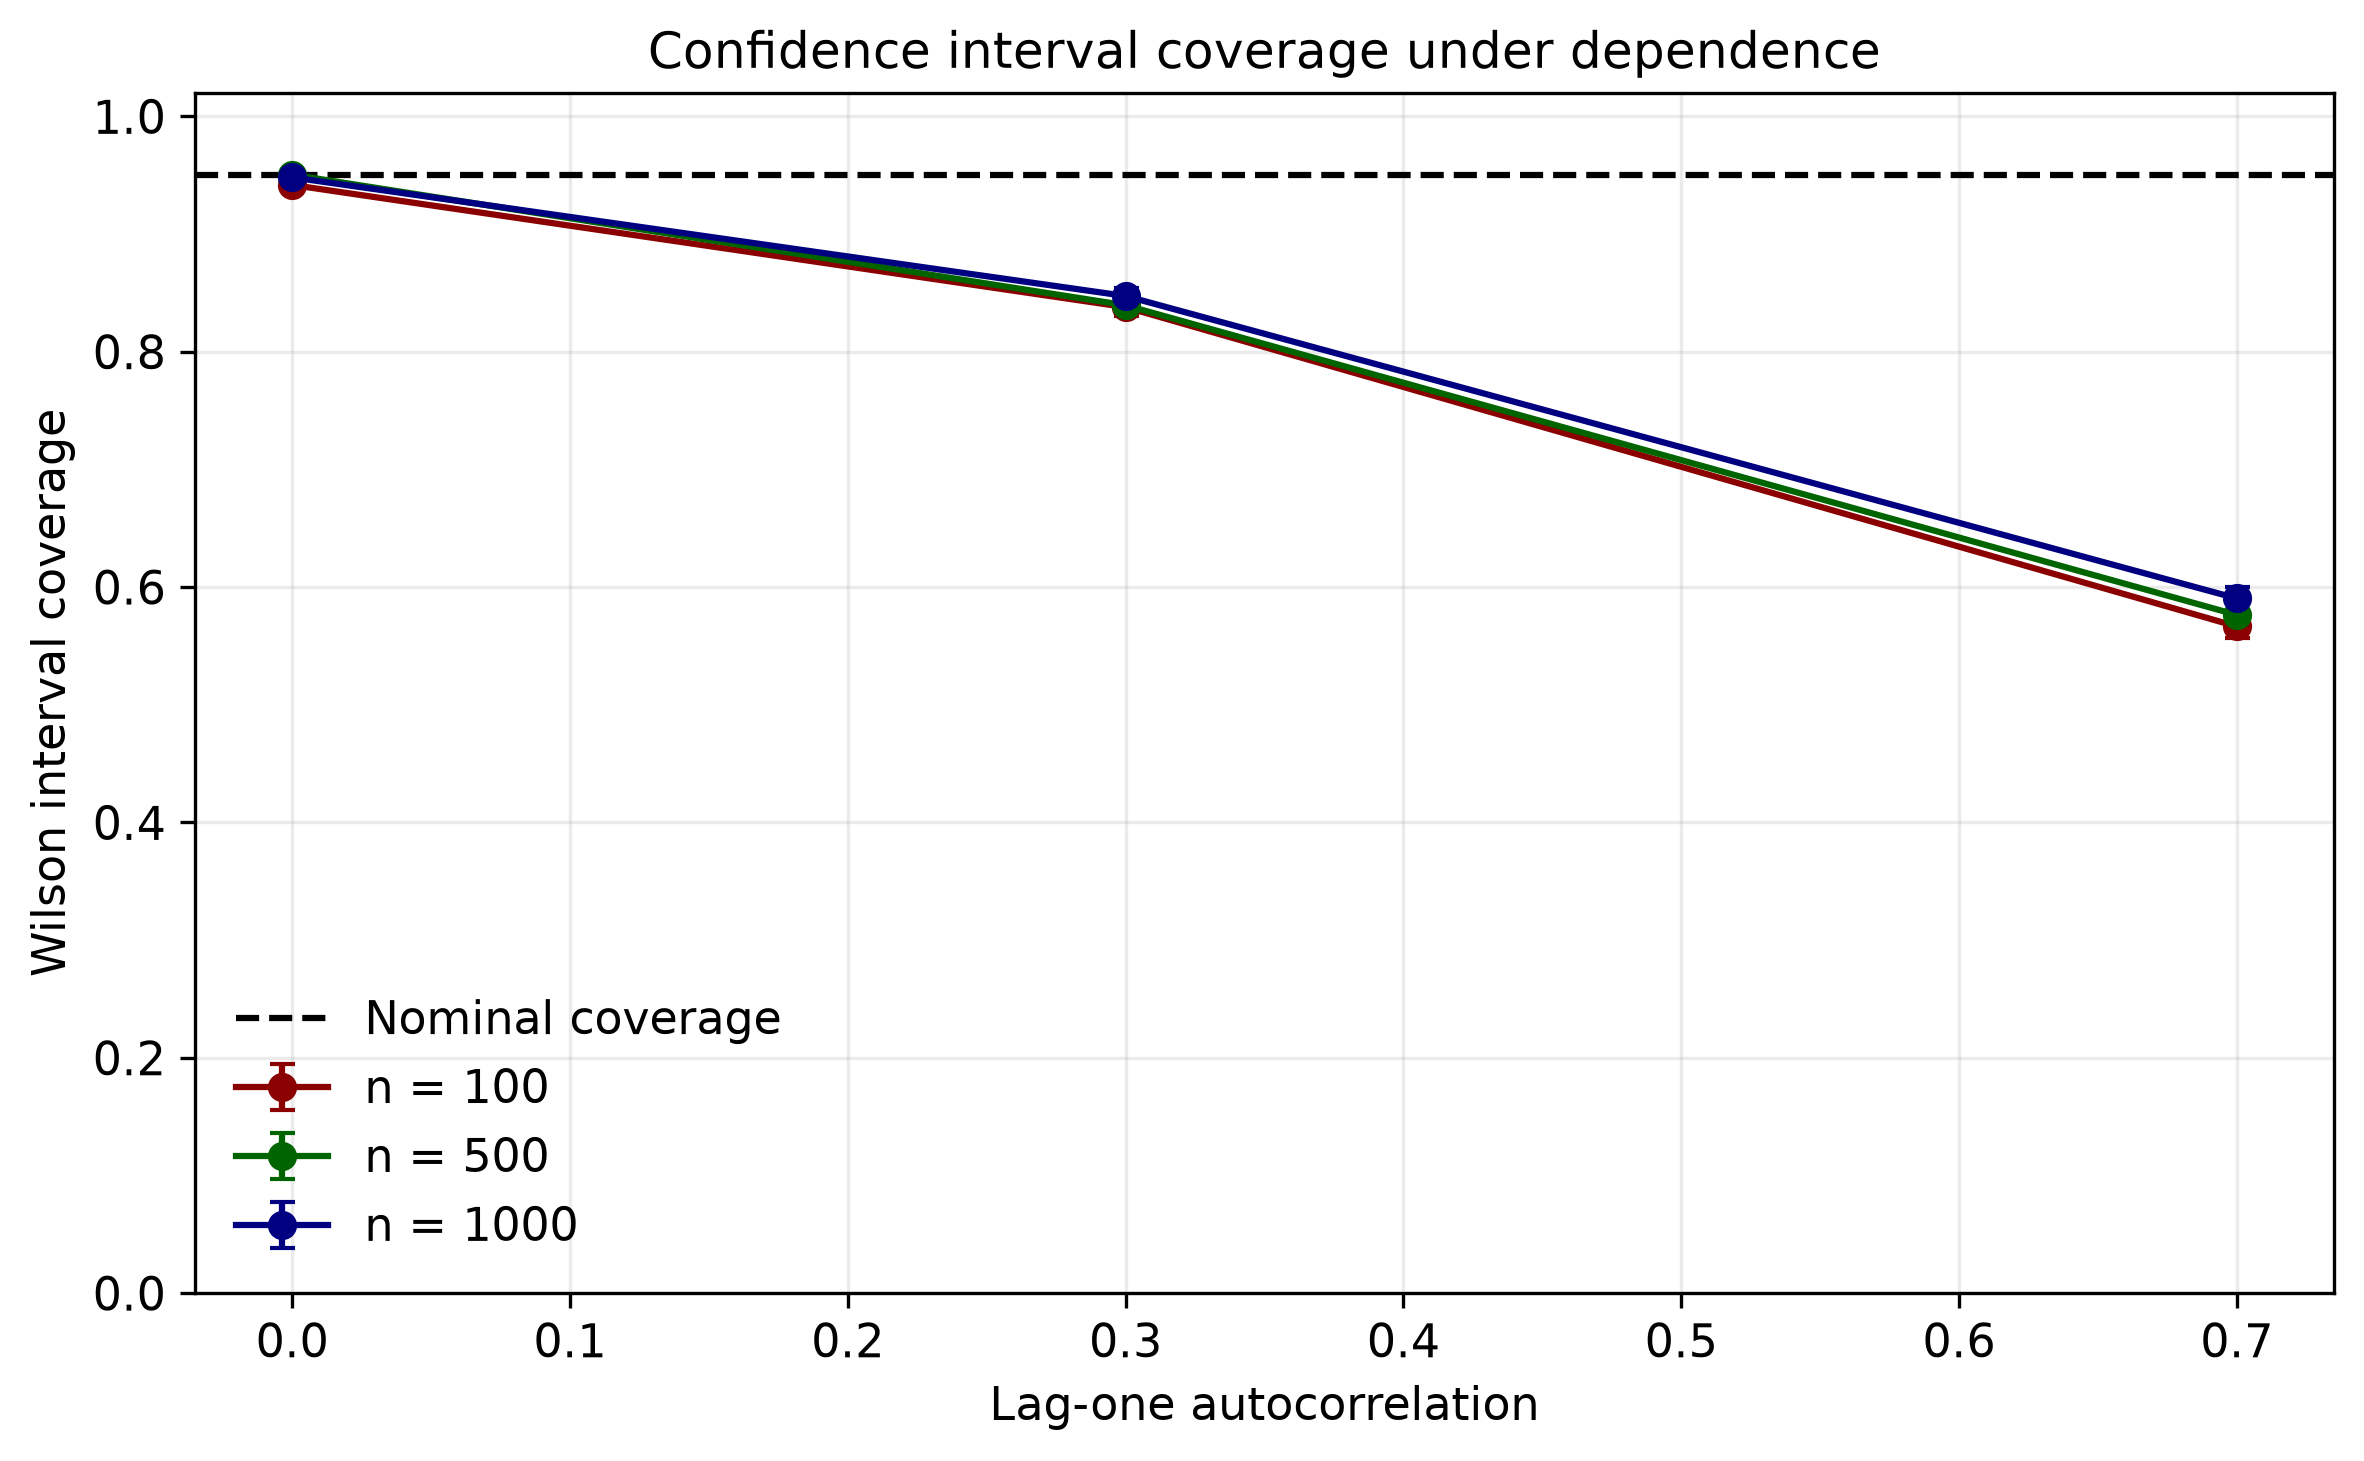 Confidence interval coverage under dependence
Wilson interval coverage
1.0
0.8
0.6
0.4
0.2
0.0
Nominal coverage
n = 100
n = 500
n = 1000
0.0 0.1 0.2 0.3 0.4 0.5 0.6 0.7
Lag-one autocorrelation